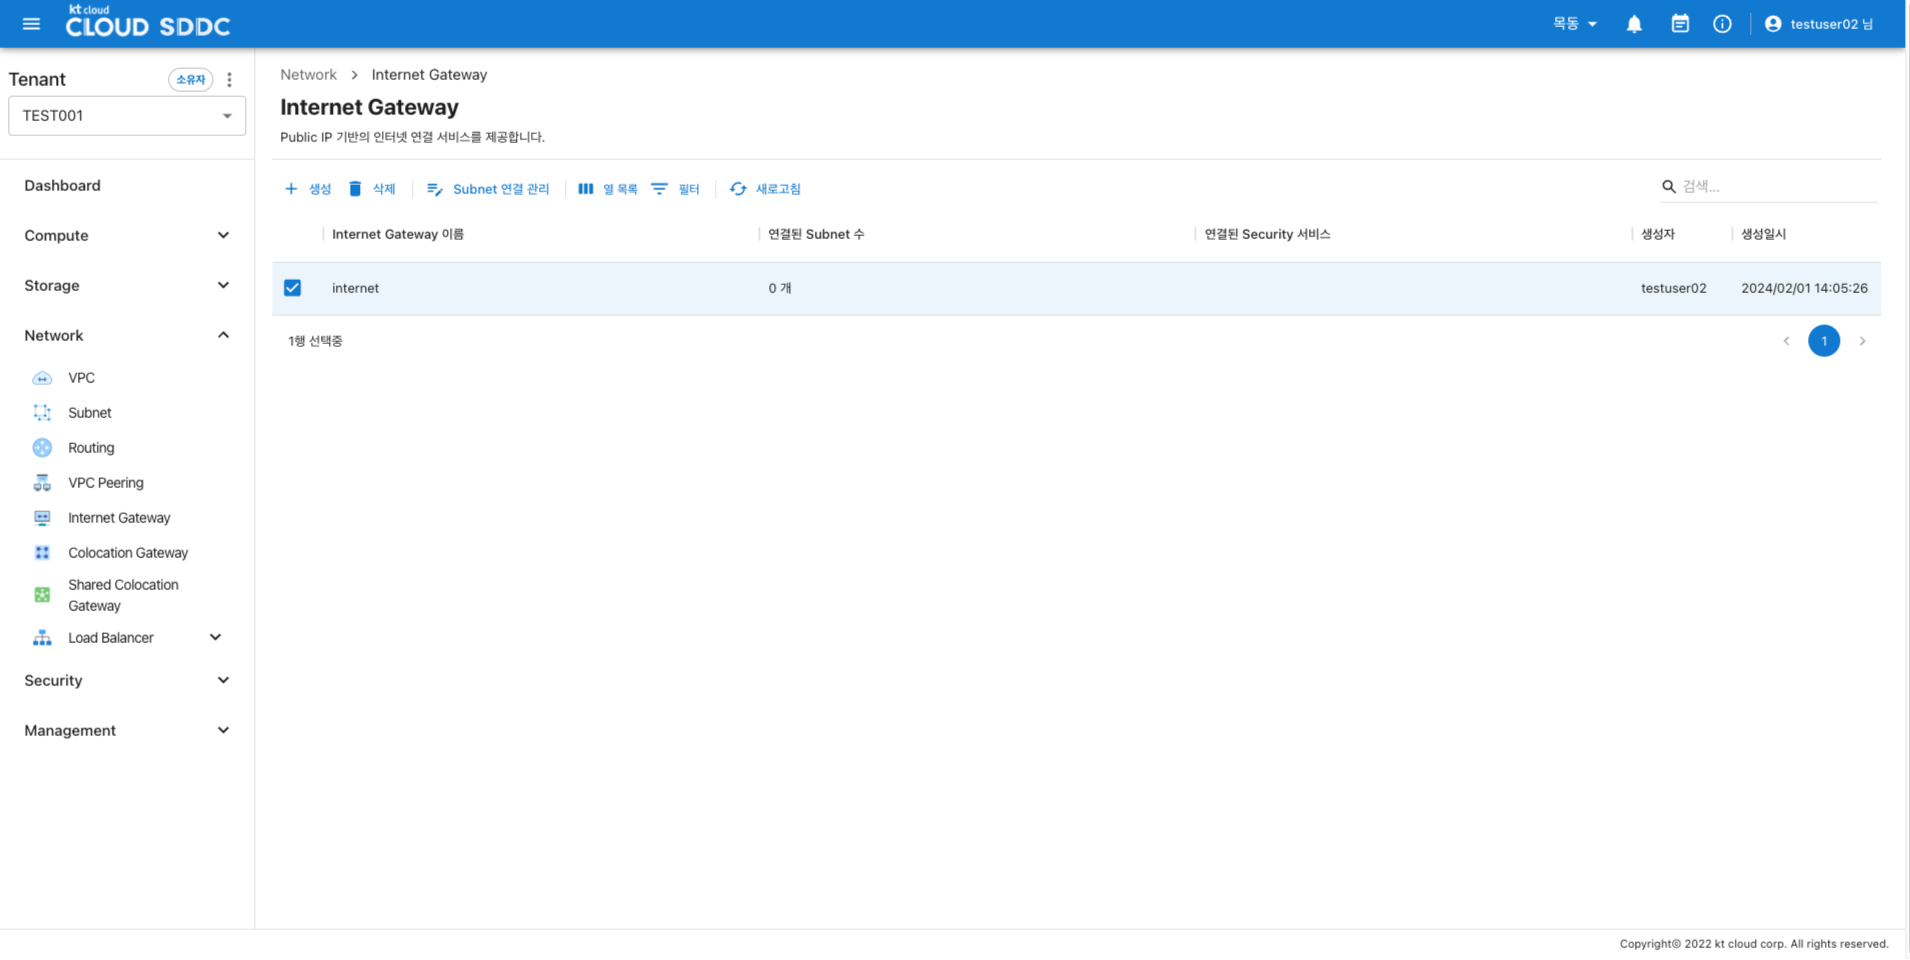 kt cloud
CLOUD SDDC
목동
testuser02 님
Tenant
소유자
TEST001
Dashboard
Compute
Storage
Network
VPC
Subnet
Routing
VPC Peering
Internet Gateway
Colocation Gateway
Shared Colocation
Gateway
Load Balancer
Security
Management
Network > Internet Gateway
Internet Gateway
Public IP 기반의 인터넷 연결 서비스를 제공합니다.
생성 삭제 Subnet 연결 관리 열 목록 필터 새로고침
검색...
Internet Gateway 이름 연결된 Subnet 수 연결된 Security 서비스 생성자 생성일시
internet 0 개 testuser02 2024/02/01 14:05:26
1행 선택중
1
Copyright© 2022 kt cloud corp. All rights reserved.